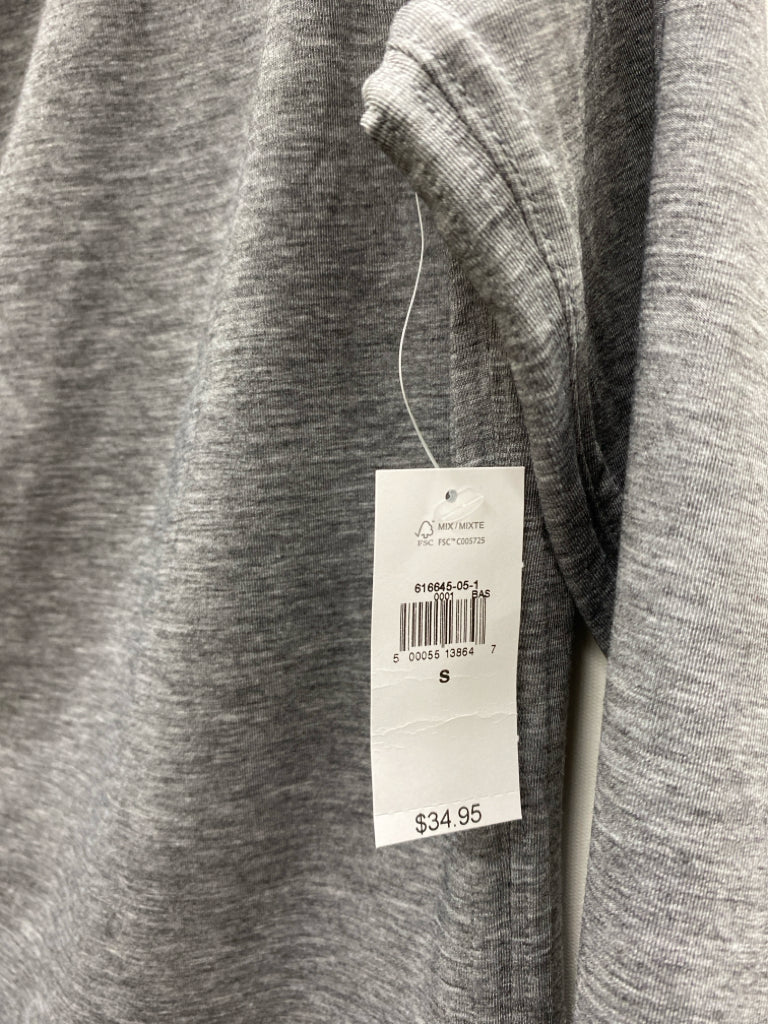 MIX/MIXTE
FSC FSC™ C005725
616645-05-1
0001 BAS
5 00055 13864 7
S
$34.95